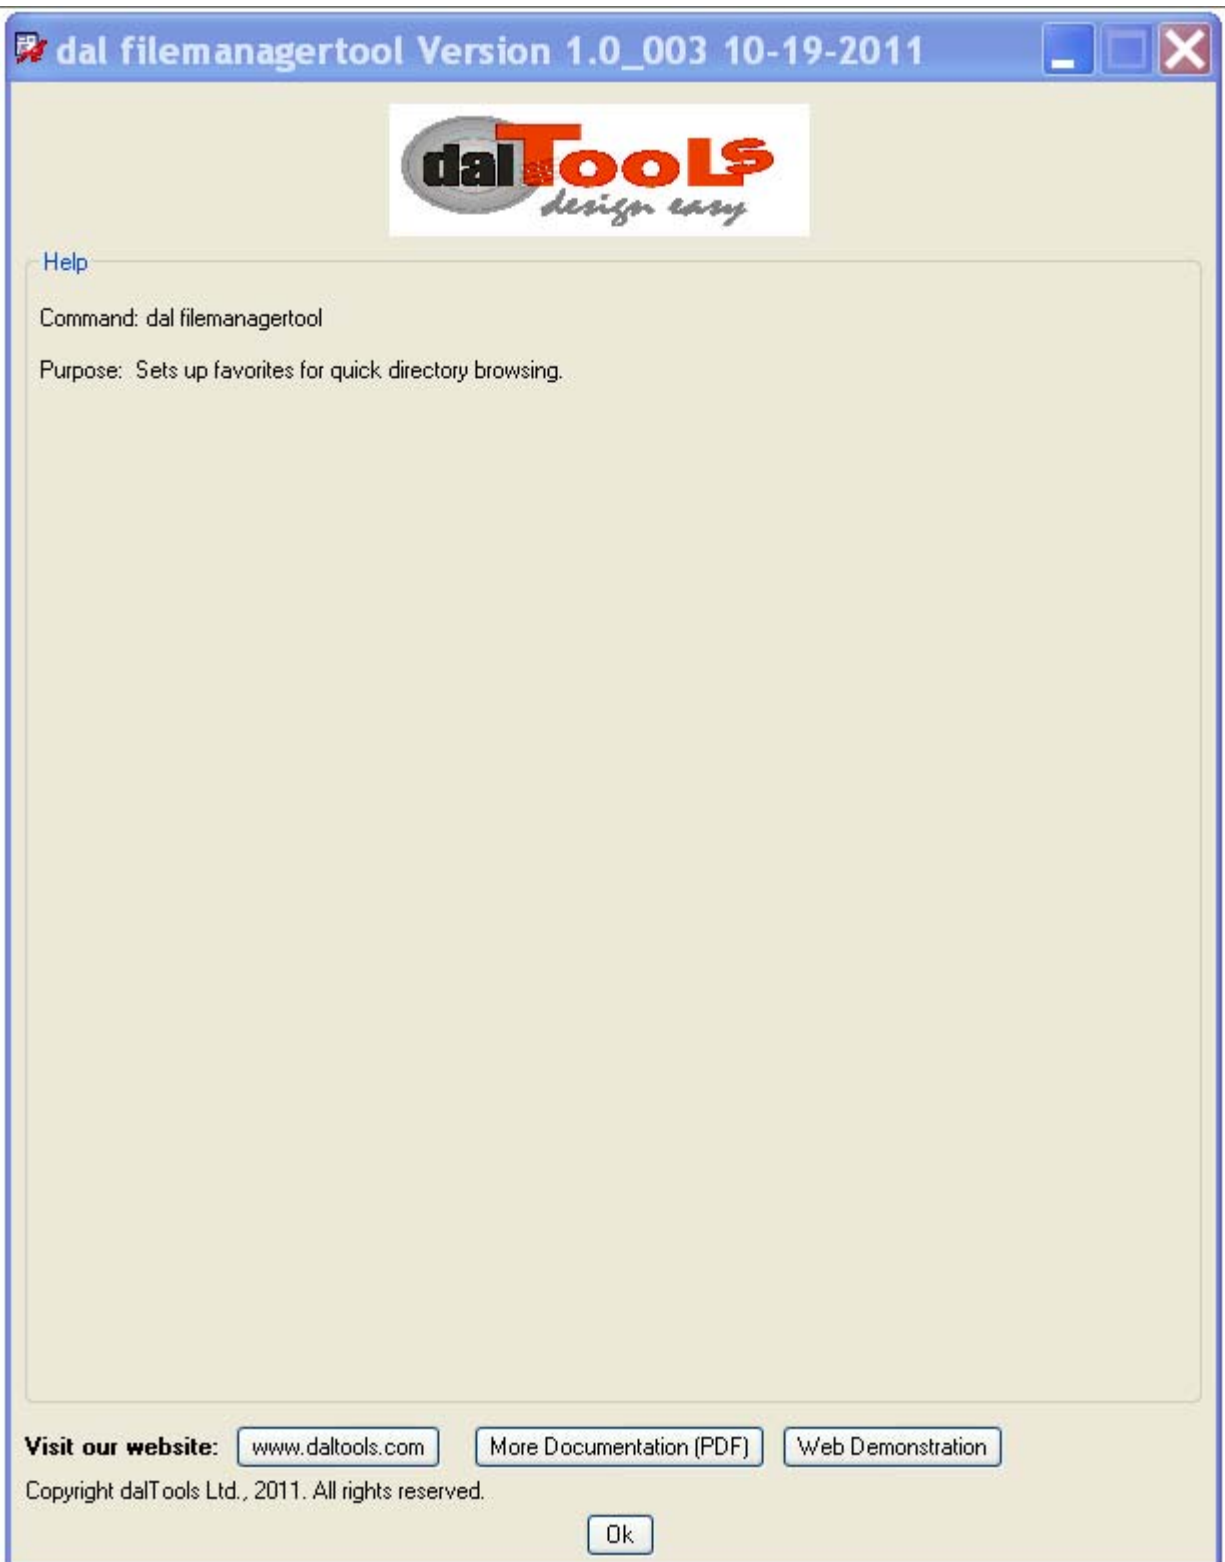 dal filemanagertool Version 1.0_003 10-19-2011
dalTOOLS
design easy
Help
Command: dal filemanagertool
Purpose:  Sets up favorites for quick directory browsing.
Visit our website: www.daltools.com More Documentation (PDF) Web Demonstration
Copyright dalTools Ltd., 2011. All rights reserved.
Ok